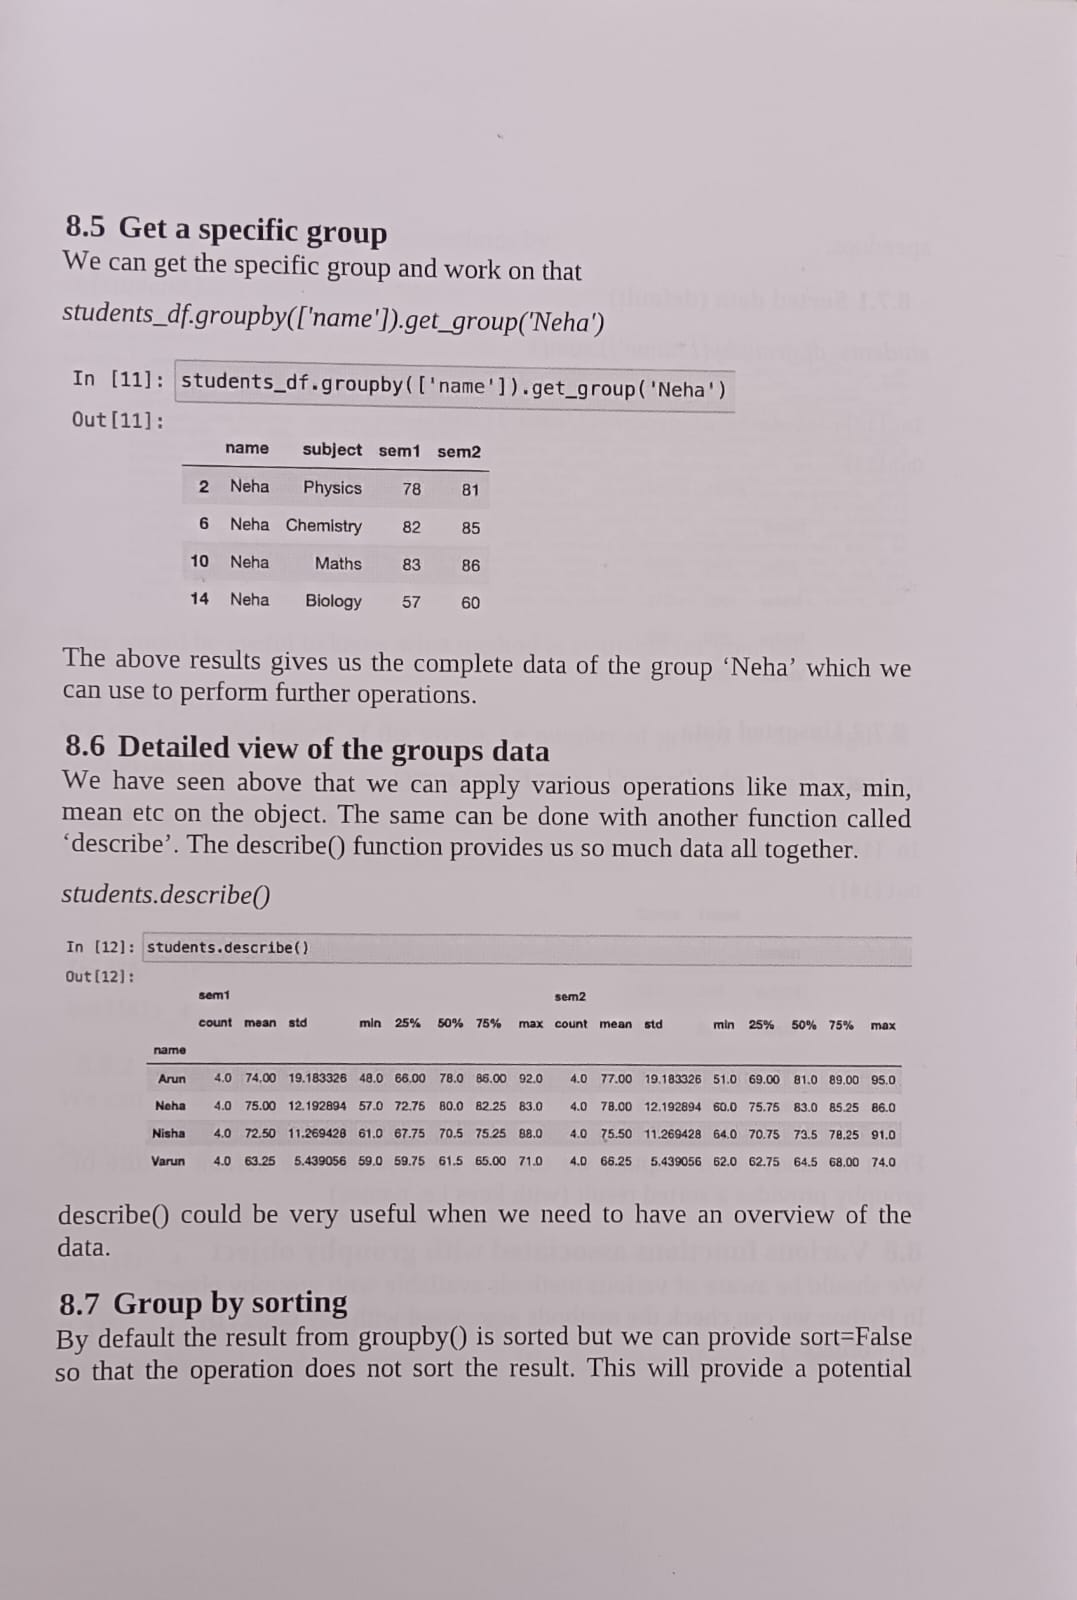 8.5 Get a specific group
We can get the specific group and work on that
students_df.groupby(['name']).get_group('Neha')
In [11]: students_df.groupby(['name']).get_group('Neha')
Out[11]:
name subject sem1 sem2
2 Neha Physics 78 81
6 Neha Chemistry 82 85
10 Neha Maths 83 86
14 Neha Biology 57 60
The above results gives us the complete data of the group ‘Neha’ which we
can use to perform further operations.
8.6 Detailed view of the groups data
We have seen above that we can apply various operations like max, min,
mean etc on the object. The same can be done with another function called
‘describe’. The describe() function provides us so much data all together.
students.describe()
In [12]: students.describe()
Out[12]:
sem1 sem2
count mean std min 25% 50% 75% max count mean std min 25% 50% 75% max
name
Arun 4.0 74.00 19.183326 48.0 66.00 78.0 86.00 92.0 4.0 77.00 19.183326 51.0 69.00 81.0 89.00 95.0
Neha 4.0 75.00 12.192894 57.0 72.75 80.0 82.25 83.0 4.0 78.00 12.192894 60.0 75.75 83.0 85.25 86.0
Nisha 4.0 72.50 11.269428 61.0 67.75 70.5 75.25 88.0 4.0 75.50 11.269428 64.0 70.75 73.5 78.25 91.0
Varun 4.0 63.25 5.439056 59.0 59.75 61.5 65.00 71.0 4.0 66.25 5.439056 62.0 62.75 64.5 68.00 74.0
describe() could be very useful when we need to have an overview of the
data.
8.7 Group by sorting
By default the result from groupby() is sorted but we can provide sort=False
so that the operation does not sort the result. This will provide a potential